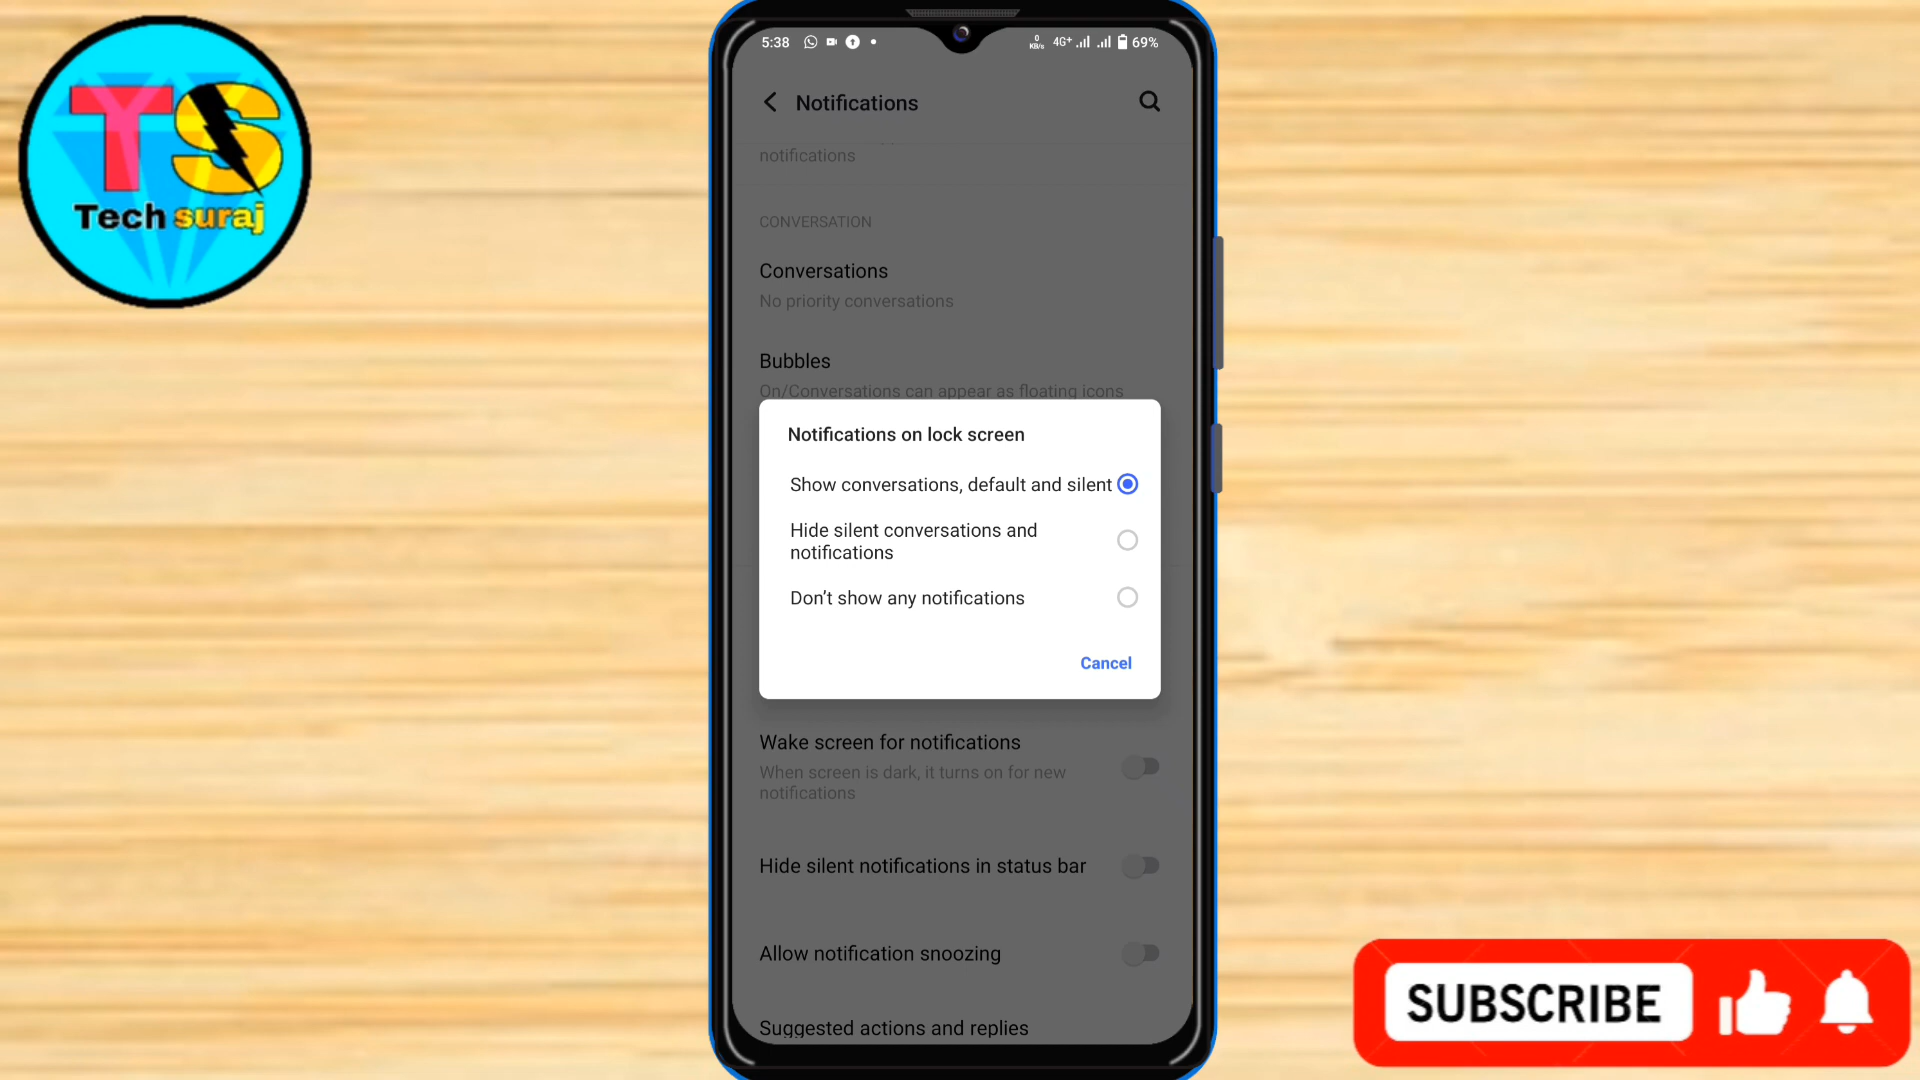 TS
Tech suraj
5:38
0
KB/s
4G+
69%
Notifications
notifications
CONVERSATION
Conversations
No priority conversations
Bubbles
On/Conversations can appear as floating icons
Notifications on lock screen
Show conversations, default and silent
Hide silent conversations and
notifications
Don’t show any notifications
Cancel
Wake screen for notifications
When screen is dark, it turns on for new
notifications
Hide silent notifications in status bar
Allow notification snoozing
Suggested actions and replies
SUBSCRIBE